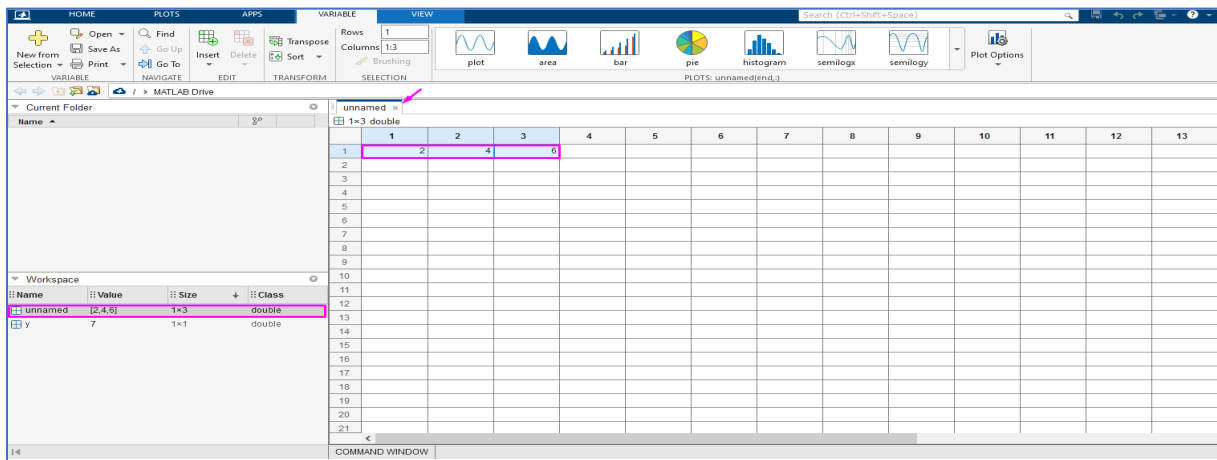 HOME PLOTS APPS VARIABLE VIEW Search (Ctrl+Shift+Space)
New from Selection
Open
Save As
Print
VARIABLE
Find
Go Up
Go To
NAVIGATE
Insert Delete
EDIT
Transpose
Sort
TRANSFORM
Rows 1
Columns 1:3
Brushing
SELECTION
plot area bar pie histogram semilogx semilogy
Plot Options
PLOTS: unnamed(end,:)
/ > MATLAB Drive
Current Folder
Name
unnamed ×
1×3 double
1 2 3 4 5 6 7 8 9 10 11 12 13
1 2 4 6
2
3
4
5
6
7
8
9
10
11
12
13
14
15
16
17
18
19
20
21
Workspace
Name Value Size Class
unnamed [2,4,6] 1×3 double
y 7 1×1 double
COMMAND WINDOW